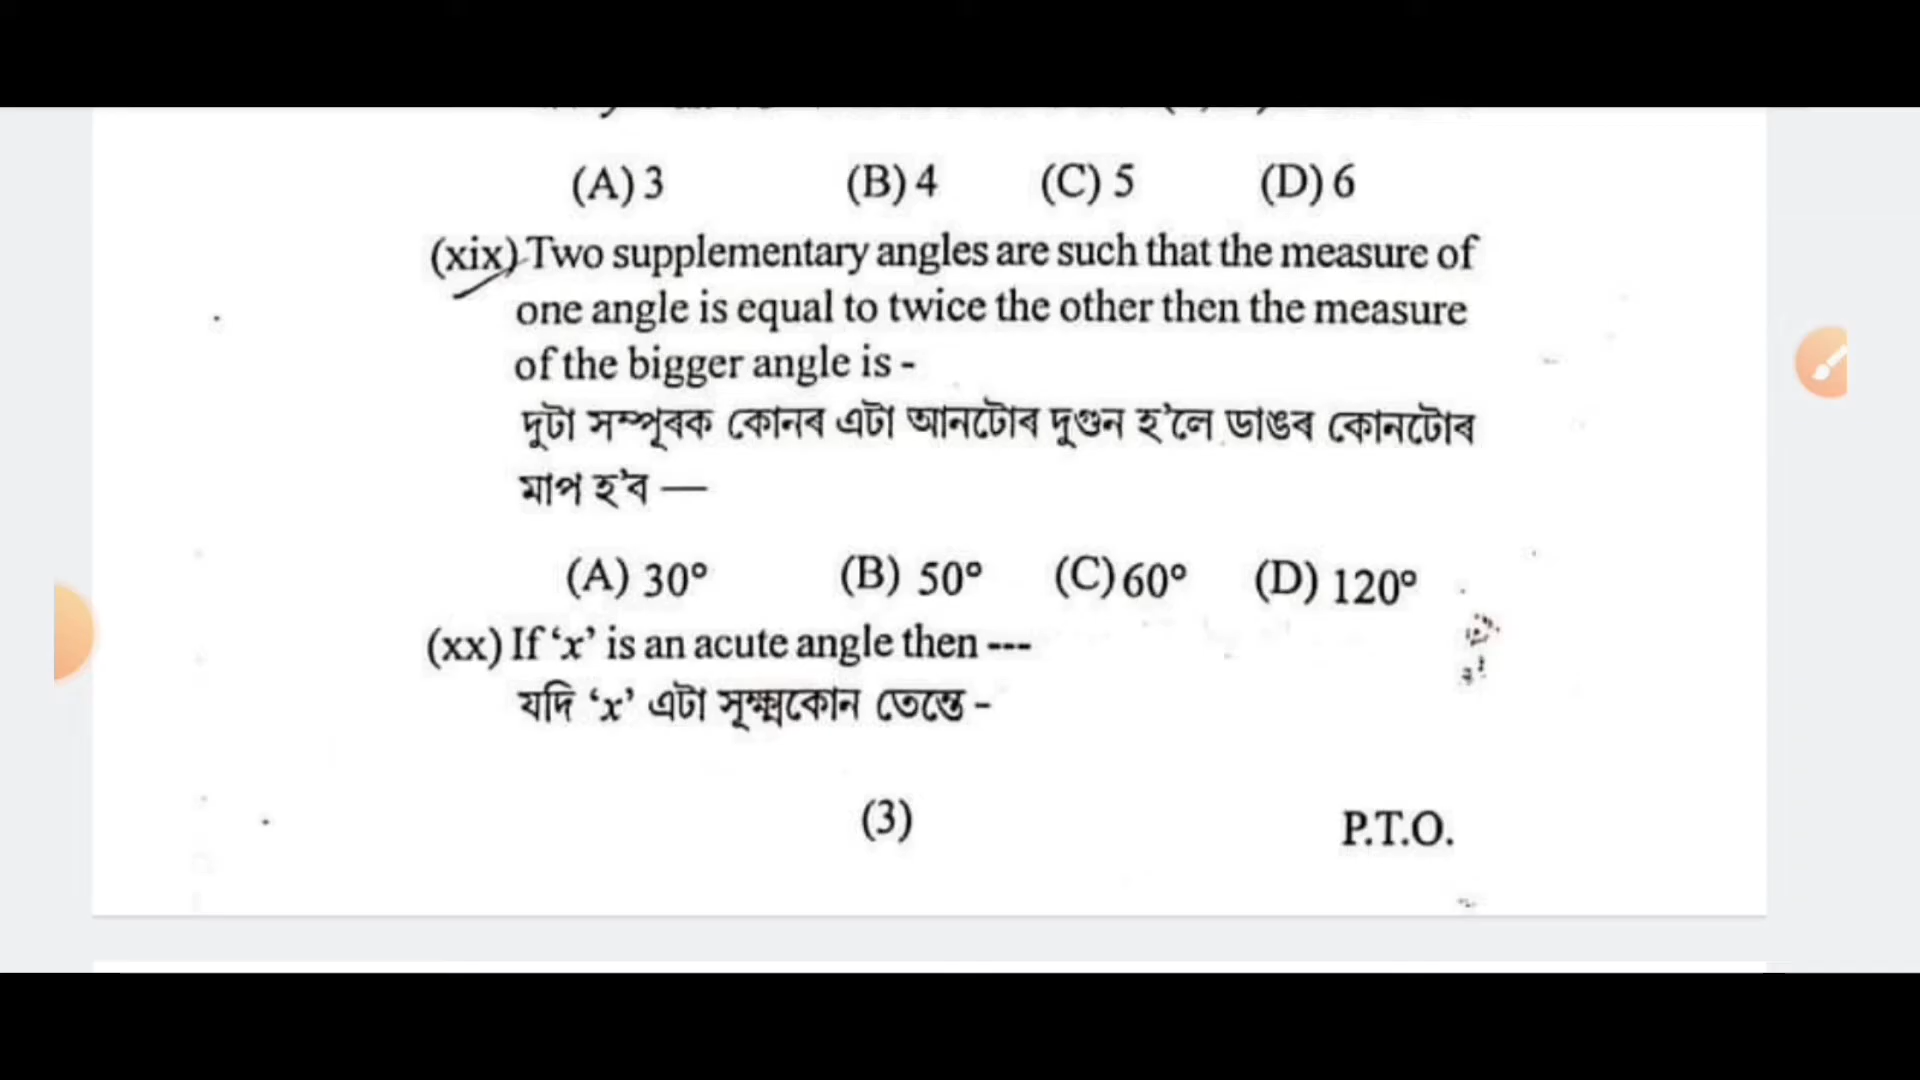 (A) 3 (B) 4 (C) 5 (D) 6
(xix) Two supplementary angles are such that the measure of
one angle is equal to twice the other then the measure
of the bigger angle is -
দুটা সম্পূৰক কোনৰ এটা আনটোৰ দুগুন হ'লে ডাঙৰ কোনটোৰ
মাপ হ'ব —
(A) 30° (B) 50° (C) 60° (D) 120°
(xx) If ‘x’ is an acute angle then ---
যদি ‘x’ এটা সূক্ষ্মকোন তেন্তে -
(3) P.T.O.